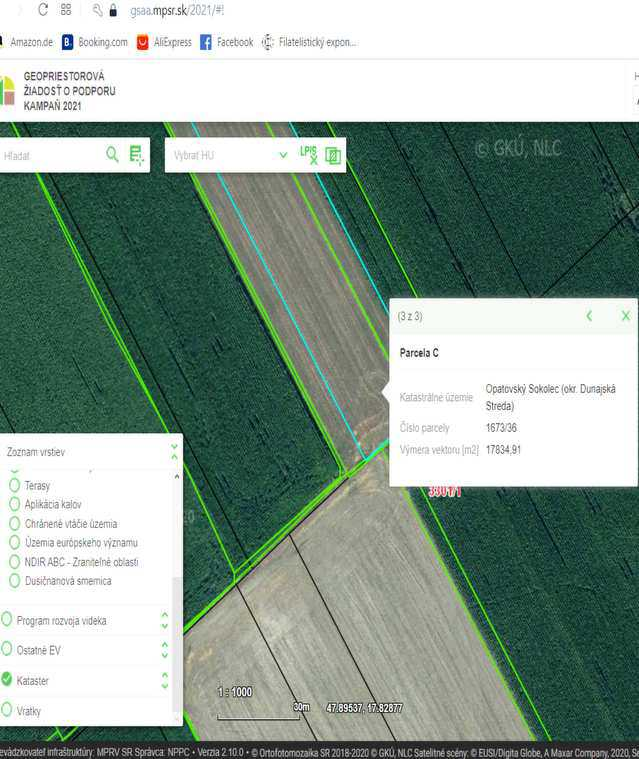 gsaa.mpsr.sk/2021/#!
Amazon.de B. Booking.com AliExpress Facebook Filatelistický expon...
GEOPRIESTOROVÁ
ŽIADOSŤ O PODPORU
KAMPAŇ 2021
Hľadať
Vybrať HU
LPIS
© GKÚ, NLC
(3 z 3)
Parcela C
Katastrálne územie Opatovský Sokolec (okr. Dunajská Streda)
Číslo parcely 1673/36
Výmera vektoru [m2] 17834,91
3301/1
Zoznam vrstiev
Terasy
Aplikácia kalov
Chránené vtáčie územia
Územia európskeho významu
NDIR ABC - Zraniteľné oblasti
Dusičnanová smernica
Program rozvoja vidieka
Ostatné EV
Kataster
Vratky
1 : 1000
30m
47.89537, 17.82877
evádzkovateľ infraštruktúry: MPRV SR Správca: NPPC • Verzia 2.10.0 • © Ortofotomozaika SR 2018-2020 © GKÚ, NLC Satelitné scény: © EUSI/Digita Globe, A Maxar Company, 2020, S